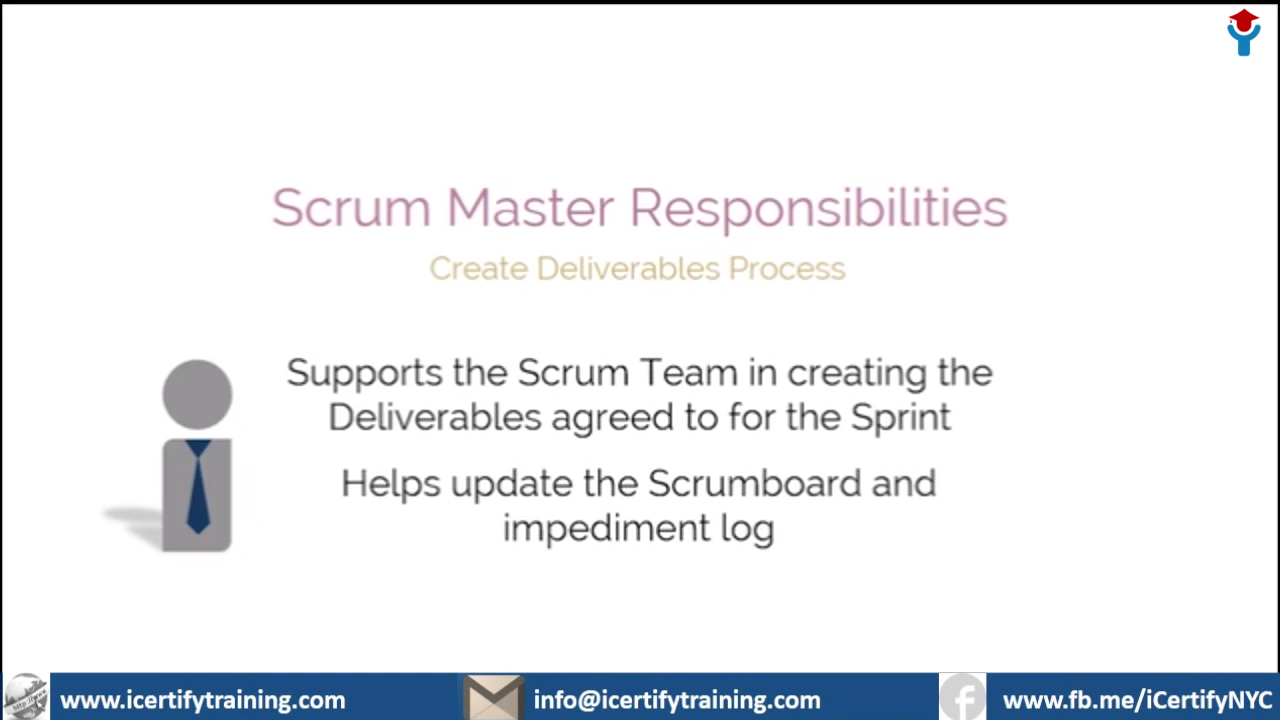 Scrum Master Responsibilities
Create Deliverables Process
Supports the Scrum Team in creating the
Deliverables agreed to for the Sprint
Helps update the Scrumboard and
impediment log
www.icertifytraining.com
info@icertifytraining.com
www.fb.me/iCertifyNYC